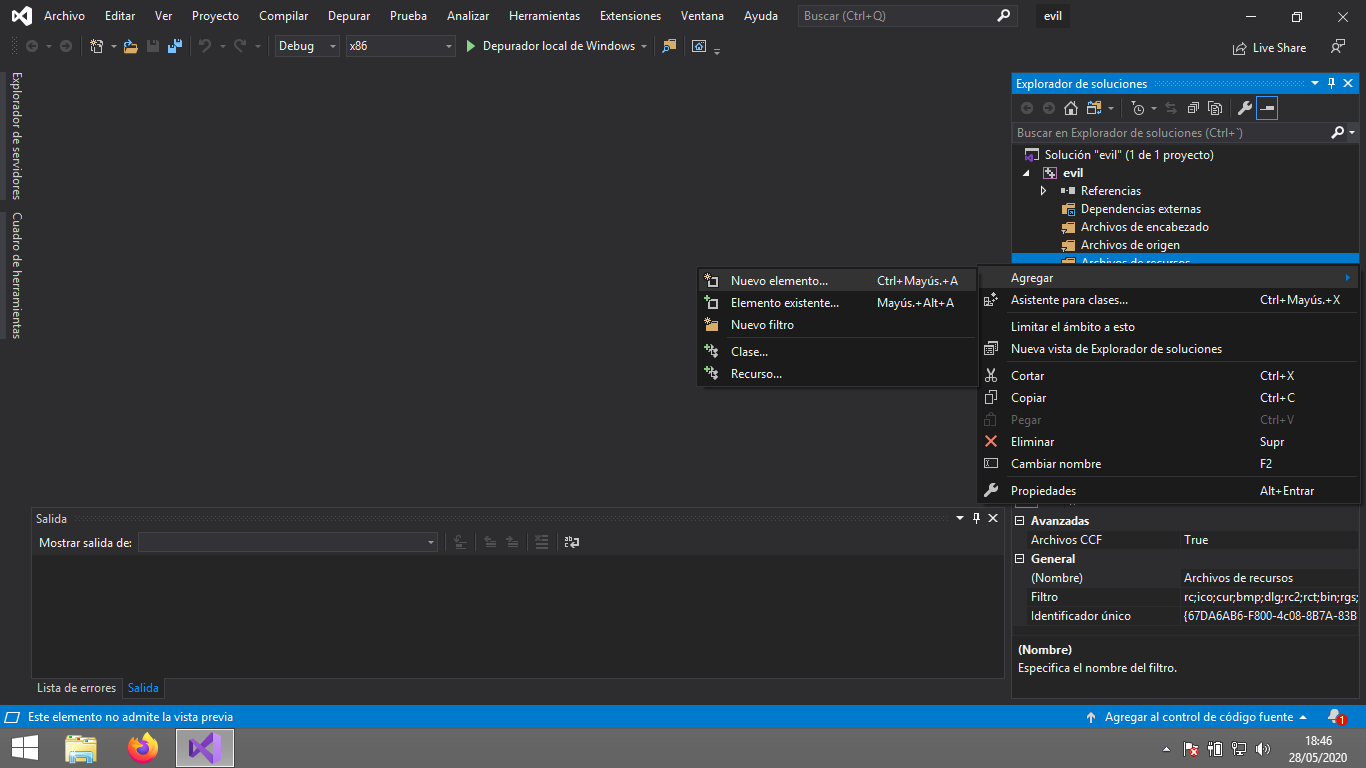 Archivo Editar Ver Proyecto Compilar Depurar Prueba Analizar Herramientas Extensiones Ventana Ayuda Buscar (Ctrl+Q) evil
Debug x86 Depurador local de Windows Live Share
Explorador de servidores
Cuadro de herramientas
Explorador de soluciones
Buscar en Explorador de soluciones (Ctrl+¨)
Solución "evil" (1 de 1 proyecto)
evil
Referencias
Dependencias externas
Archivos de encabezado
Archivos de origen
Archivos de recursos
Agregar
Asistente para clases... Ctrl+Mayús.+X
Limitar el ámbito a esto
Nueva vista de Explorador de soluciones
Cortar Ctrl+X
Copiar Ctrl+C
Pegar Ctrl+V
Eliminar Supr
Cambiar nombre F2
Propiedades Alt+Entrar
Nuevo elemento... Ctrl+Mayús.+A
Elemento existente... Mayús.+Alt+A
Nuevo filtro
Clase...
Recurso...
Salida
Mostrar salida de:
Lista de errores Salida
Avanzadas
Archivos CCF True
General
(Nombre) Archivos de recursos
Filtro rc;ico;cur;bmp;dlg;rc2;rct;bin;rgs;
Identificador único {67DA6AB6-F800-4c08-8B7A-83B
(Nombre)
Especifica el nombre del filtro.
Este elemento no admite la vista previa Agregar al control de código fuente 1
18:46
28/05/2020